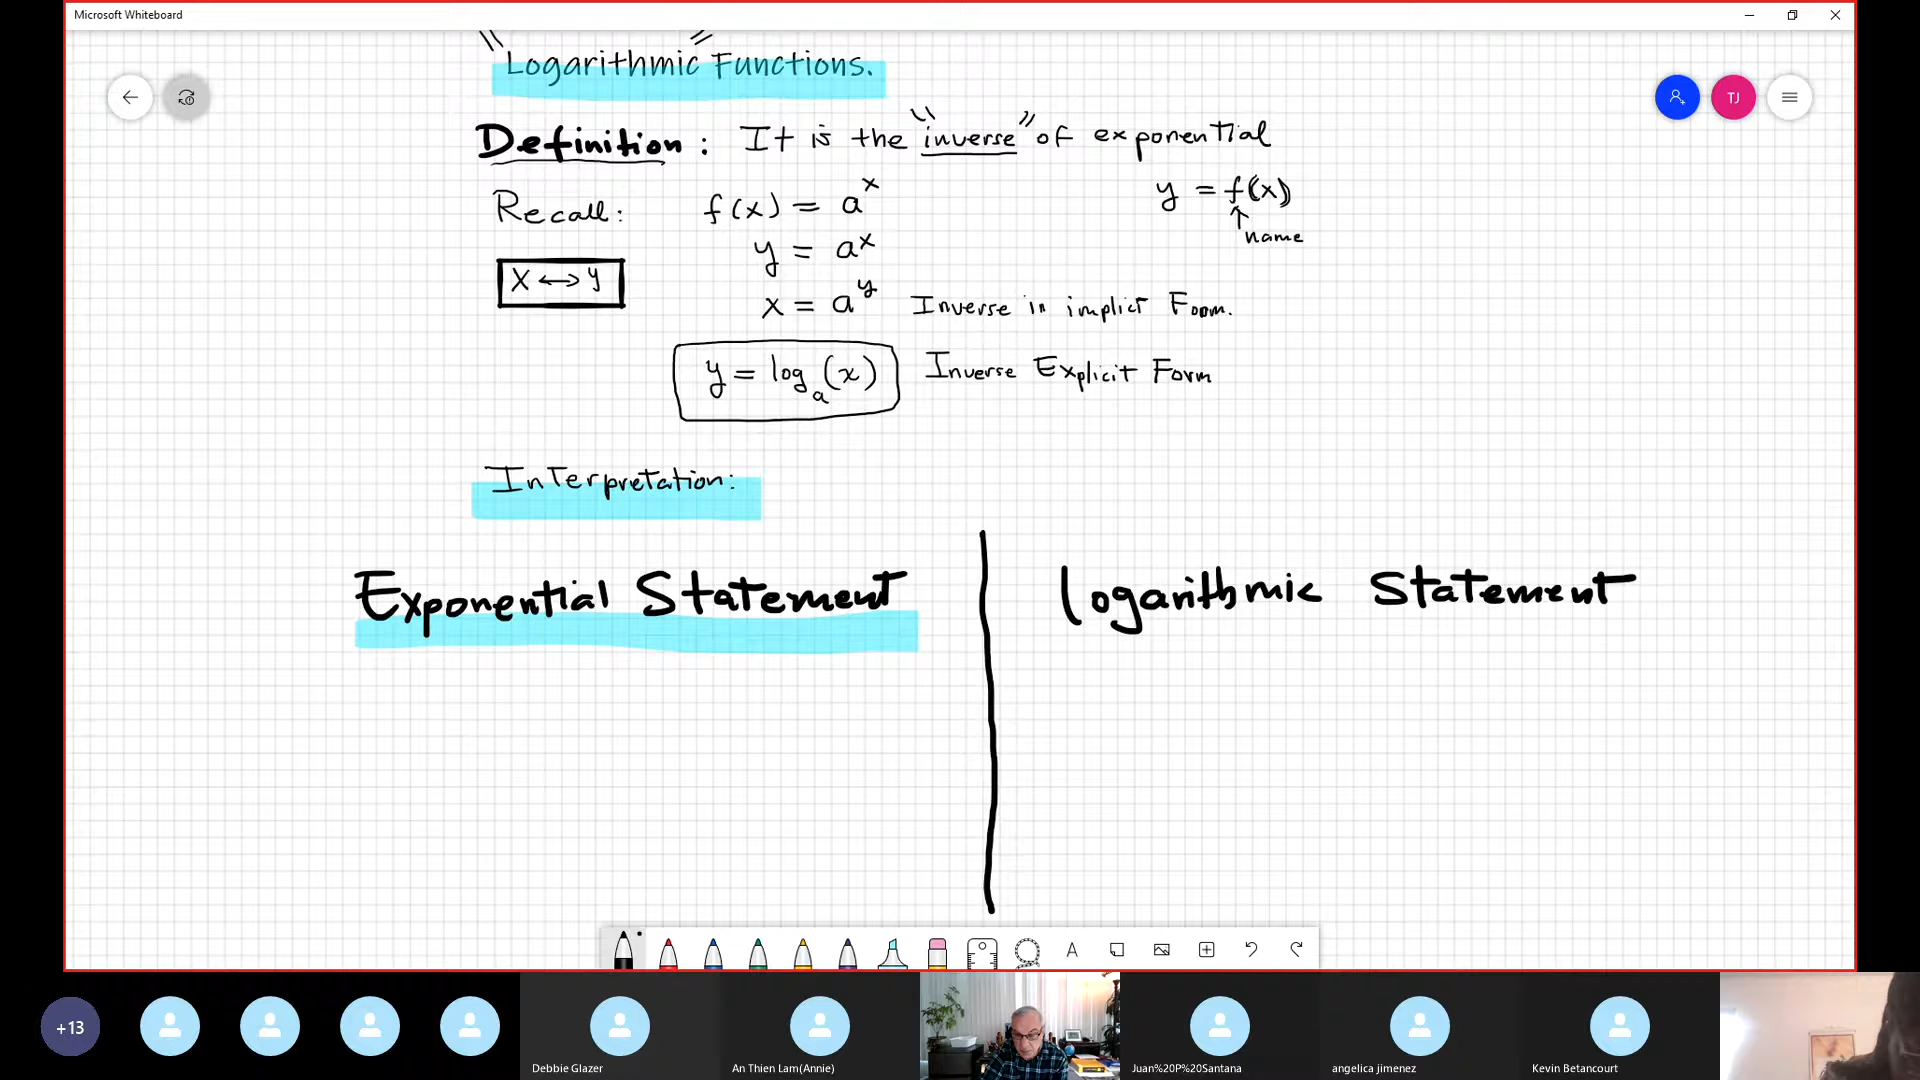 Microsoft Whiteboard
"Logarithmic" Functions.
TJ
Definition: It is the "inverse" of exponential
Recall: f(x) = a^x
y = f(x)
↑
name
y = a^x
X ↔ y
x = a^y Inverse in implict Form.
y = log_a(x) Inverse Explicit Form
Interpretation:
Exponential Statement
Logarithmic Statement
A
+13
Debbie Glazer
An Thien Lam(Annie)
Juan%20P%20Santana
angelica jimenez
Kevin Betancourt